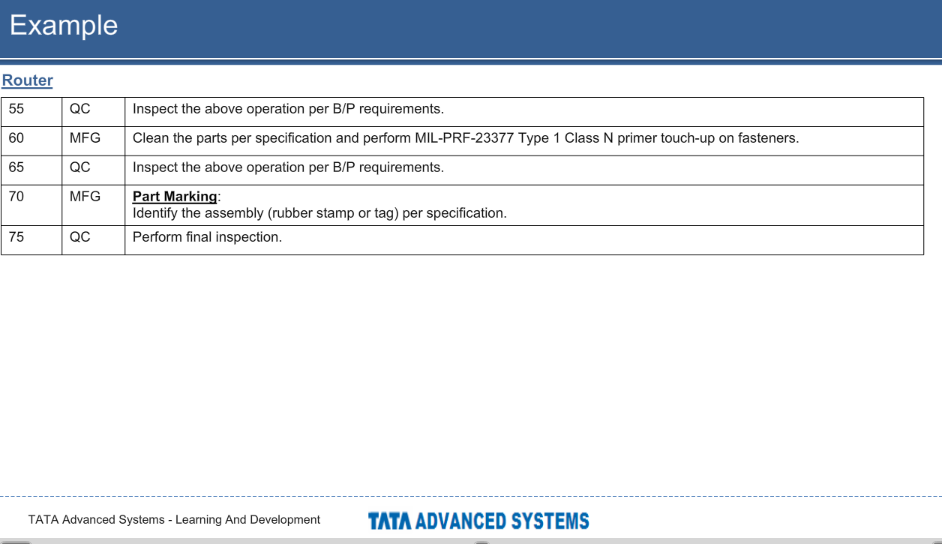 Example
Router
55 QC Inspect the above operation per B/P requirements.
60 MFG Clean the parts per specification and perform MIL-PRF-23377 Type 1 Class N primer touch-up on fasteners.
65 QC Inspect the above operation per B/P requirements.
70 MFG Part Marking:
Identify the assembly (rubber stamp or tag) per specification.
75 QC Perform final inspection.
TATA Advanced Systems - Learning And Development
TATA ADVANCED SYSTEMS